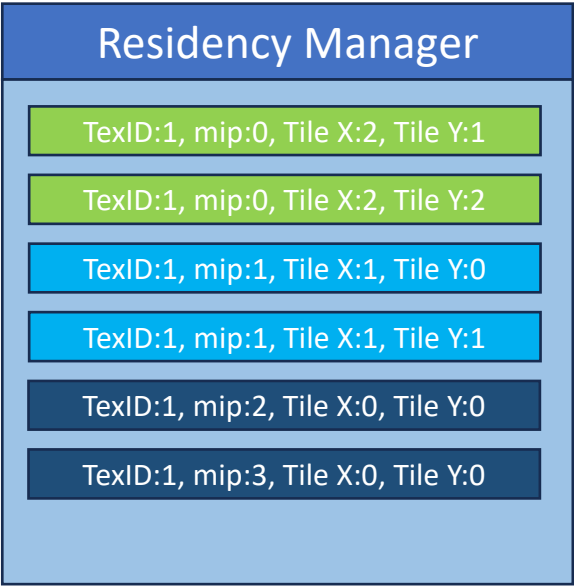 Residency Manager
TexID:1, mip:0, Tile X:2, Tile Y:1
TexID:1, mip:0, Tile X:2, Tile Y:2
TexID:1, mip:1, Tile X:1, Tile Y:0
TexID:1, mip:1, Tile X:1, Tile Y:1
TexID:1, mip:2, Tile X:0, Tile Y:0
TexID:1, mip:3, Tile X:0, Tile Y:0